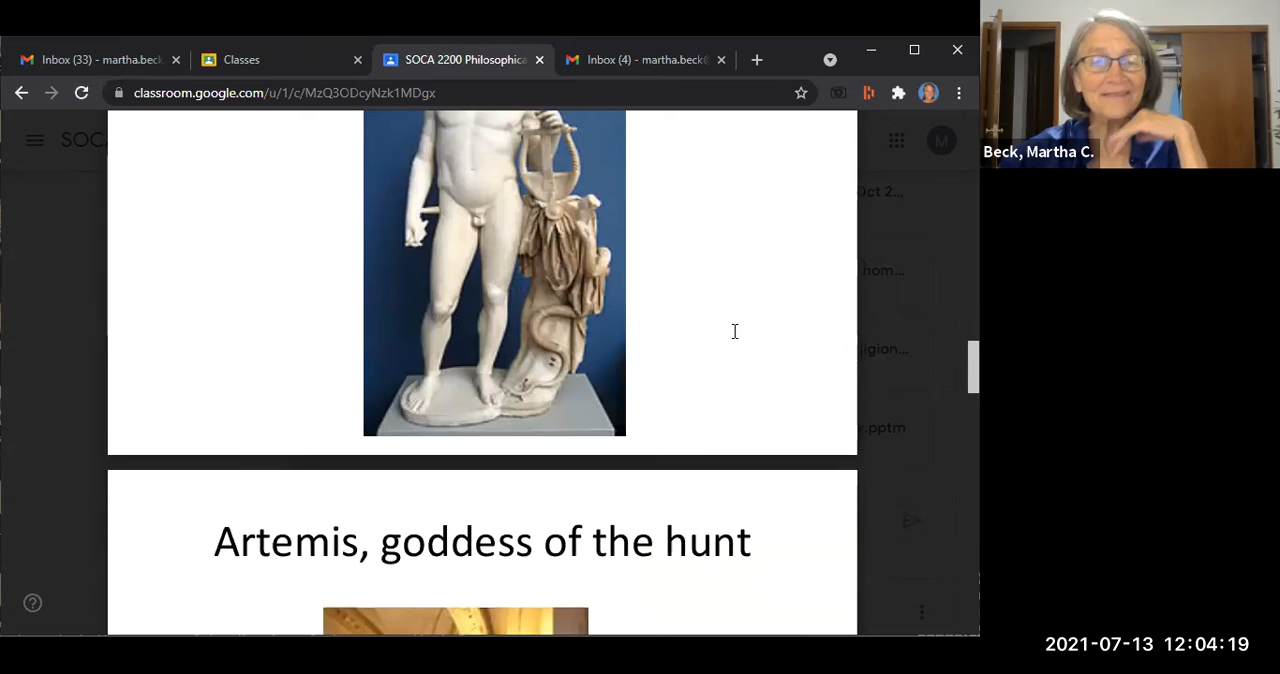 Inbox (33) - martha.beck
Classes
SOCA 2200 Philosophica
Inbox (4) - martha.beck@
classroom.google.com/u/1/c/MzQ3ODcyNzk1MDgx
SOC
M
Oct 2...
hom...
igion...
.pptm
Artemis, goddess of the hunt
Beck, Martha C.
2021-07-13 12:04:19